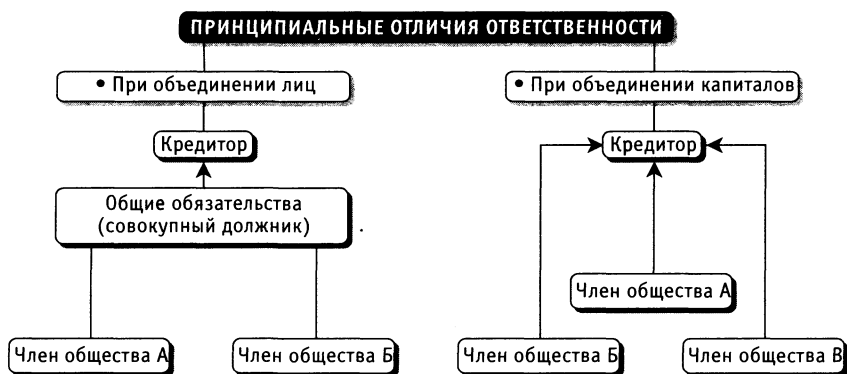 ПРИНЦИПИАЛЬНЫЕ ОТЛИЧИЯ ОТВЕТСТВЕННОСТИ
• При объединении лиц
Кредитор
Общие обязательства
(совокупный должник)
Член общества А
Член общества Б
• При объединении капиталов
Кредитор
Член общества А
Член общества Б
Член общества В